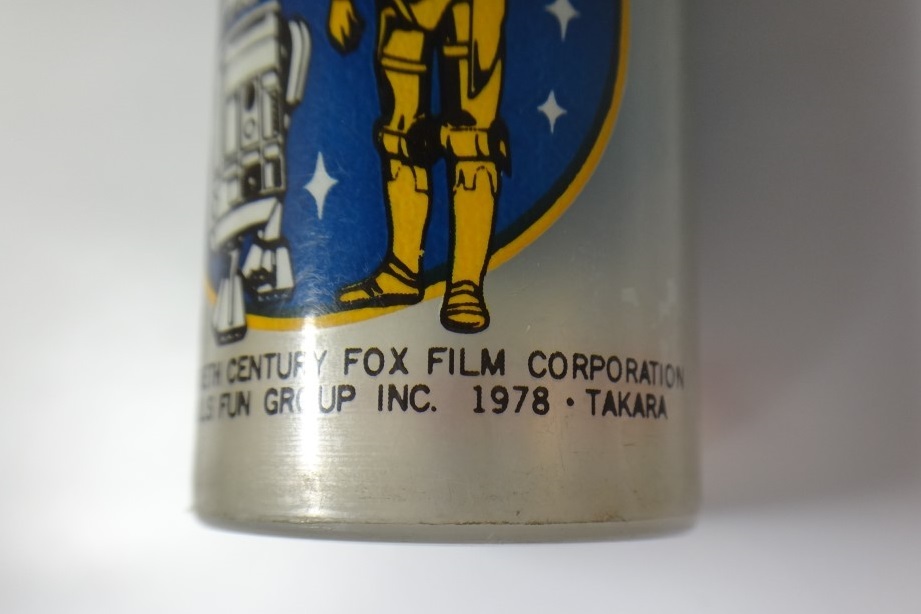 CENTURY FOX FILM CORPORATION
FUN GROUP INC. 1978 · TAKARA